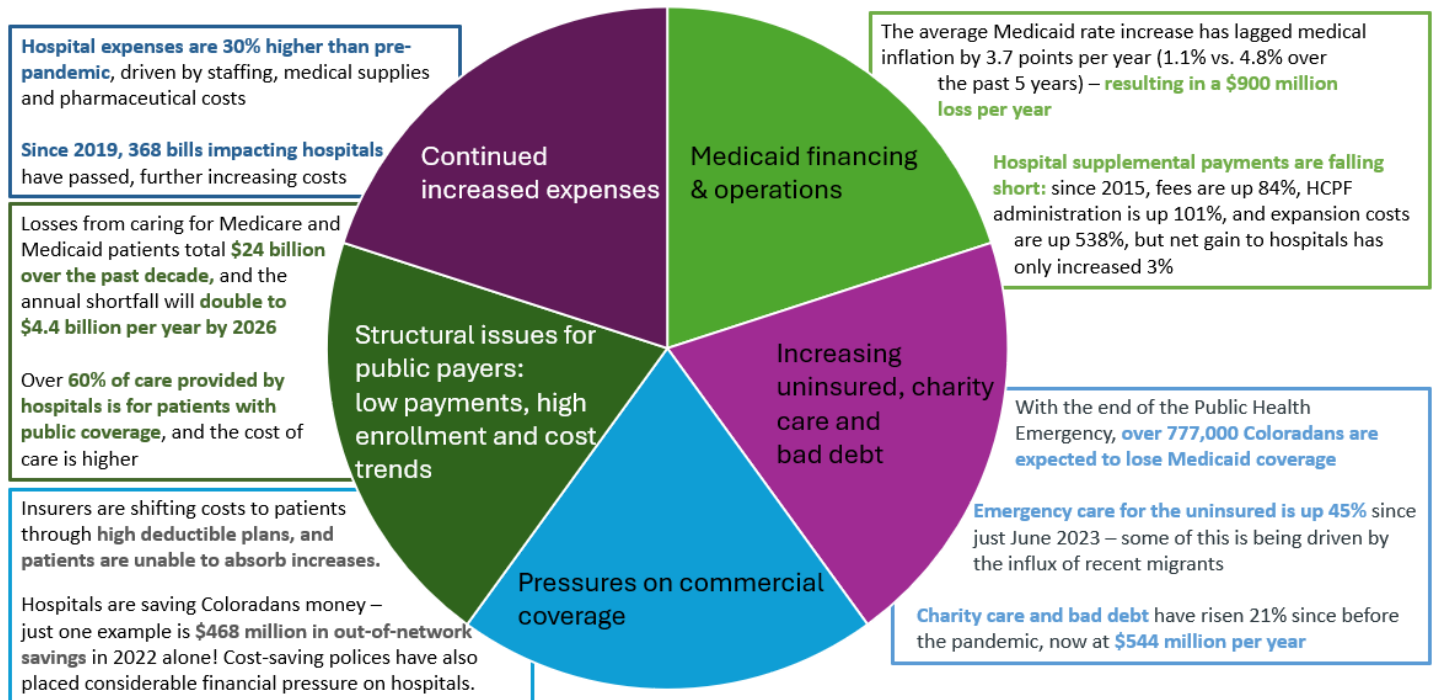 Hospital expenses are 30% higher than pre-
pandemic, driven by staffing, medical supplies
and pharmaceutical costs
Since 2019, 368 bills impacting hospitals
have passed, further increasing costs
Losses from caring for Medicare and
Medicaid patients total $24 billion
over the past decade, and the
annual shortfall will double to
$4.4 billion per year by 2026
Over 60% of care provided by
hospitals is for patients with
public coverage, and the cost of
care is higher
Insurers are shifting costs to patients
through high deductible plans, and
patients are unable to absorb increases.
Hospitals are saving Coloradans money –
just one example is $468 million in out-of-network
savings in 2022 alone! Cost-saving polices have also
placed considerable financial pressure on hospitals.
Continued
increased expenses
Medicaid financing
& operations
Structural issues for
public payers:
low payments, high
enrollment and cost
trends
Increasing
uninsured, charity
care and
bad debt
Pressures on commercial
coverage
The average Medicaid rate increase has lagged medical
inflation by 3.7 points per year (1.1% vs. 4.8% over
the past 5 years) – resulting in a $900 million
loss per year
Hospital supplemental payments are falling
short: since 2015, fees are up 84%, HCPF
administration is up 101%, and expansion costs
are up 538%, but net gain to hospitals has
only increased 3%
With the end of the Public Health
Emergency, over 777,000 Coloradans are
expected to lose Medicaid coverage
Emergency care for the uninsured is up 45% since
just June 2023 – some of this is being driven by
the influx of recent migrants
Charity care and bad debt have risen 21% since before
the pandemic, now at $544 million per year